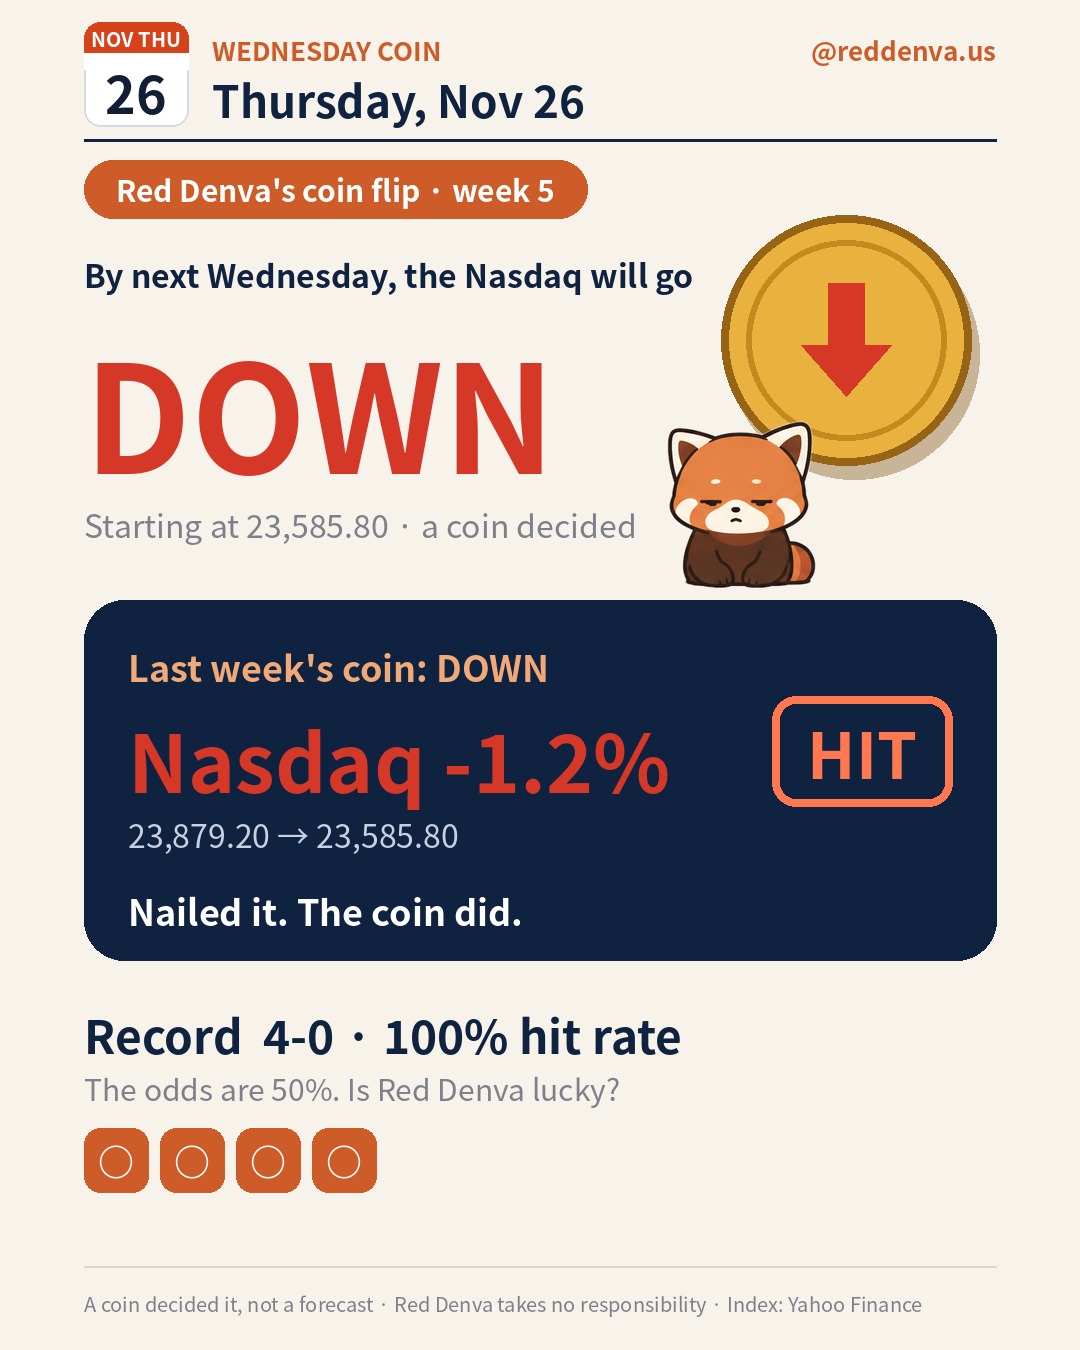 NOV THU
26
WEDNESDAY COIN
Thursday, Nov 26
@reddenva.us
Red Denva's coin flip · week 5
By next Wednesday, the Nasdaq will go
DOWN
Starting at 23,585.80 · a coin decided
Last week's coin: DOWN
Nasdaq -1.2%
HIT
23,879.20 → 23,585.80
Nailed it. The coin did.
Record 4-0 · 100% hit rate
The odds are 50%. Is Red Denva lucky?
A coin decided it, not a forecast · Red Denva takes no responsibility · Index: Yahoo Finance